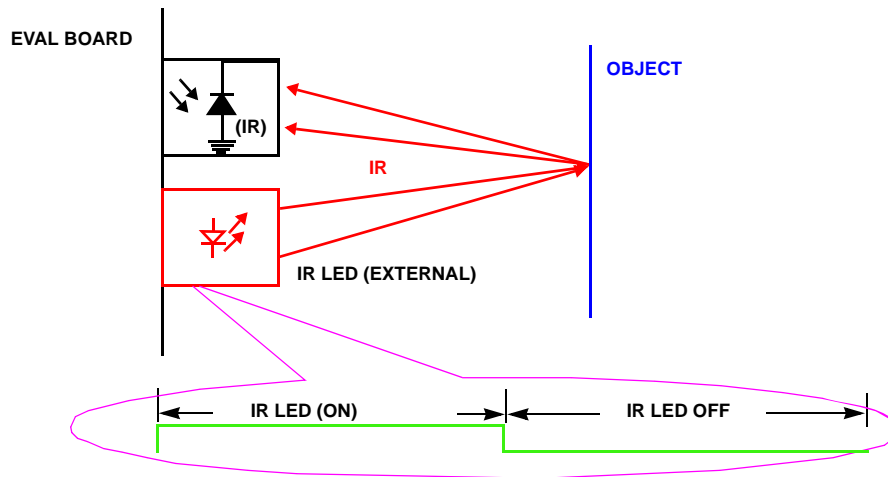 EVAL BOARD
OBJECT
(IR)
IR
IR LED (EXTERNAL)
IR LED (ON)
IR LED OFF